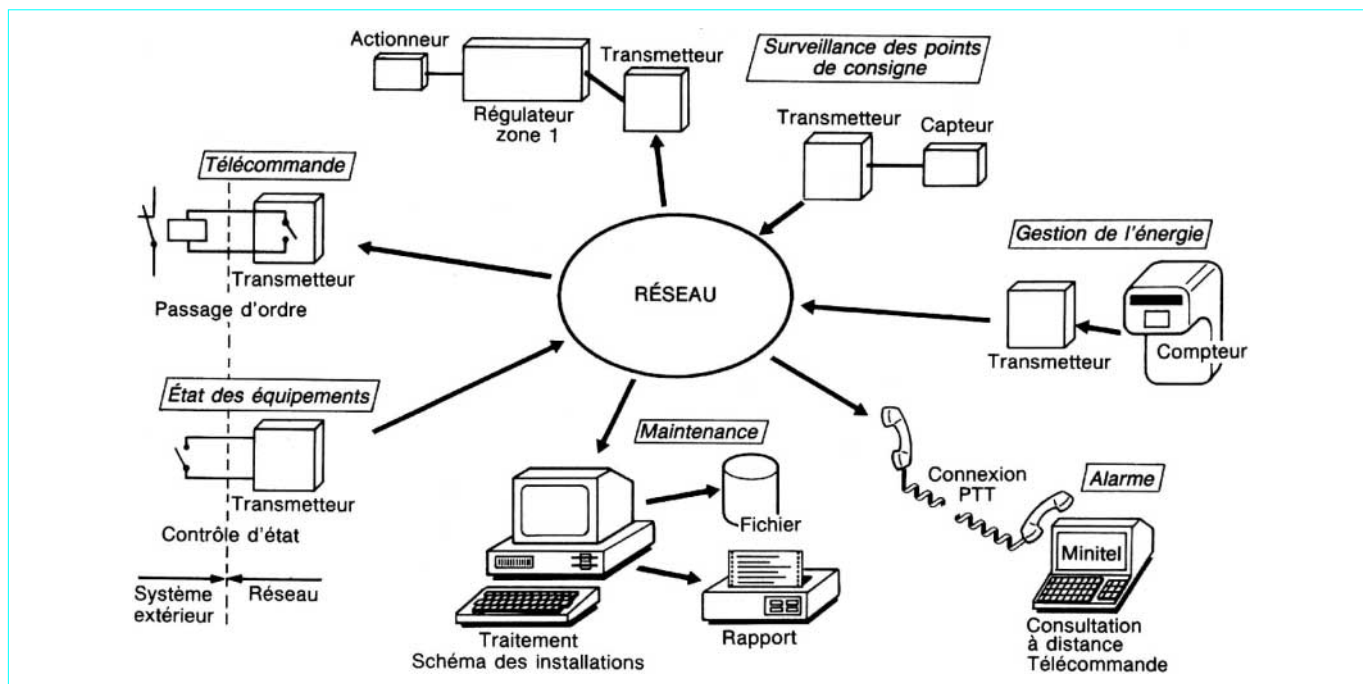 Actionneur
Régulateur
zone 1
Transmetteur
Surveillance des points
de consigne
Transmetteur
Capteur
Télécommande
Transmetteur
Passage d'ordre
RÉSEAU
Gestion de l'énergie
Transmetteur
Compteur
État des équipements
Transmetteur
Contrôle d'état
Système
extérieur
Réseau
Maintenance
Fichier
Traitement
Schéma des installations
Rapport
Connexion
PTT
Alarme
Minitel
Consultation
à distance
Télécommande